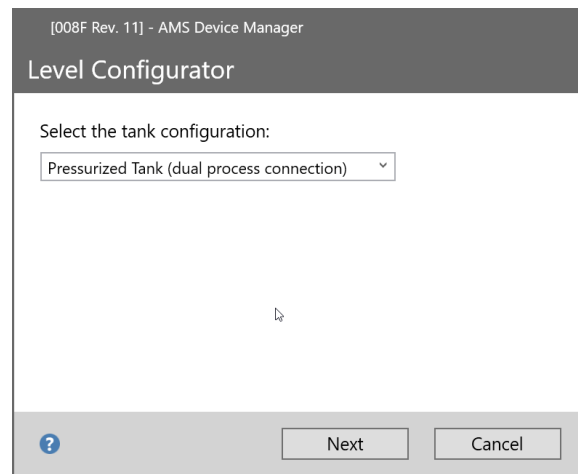 [008F Rev. 11] - AMS Device Manager
Level Configurator
Select the tank configuration:
Pressurized Tank (dual process connection)
?
Next
Cancel